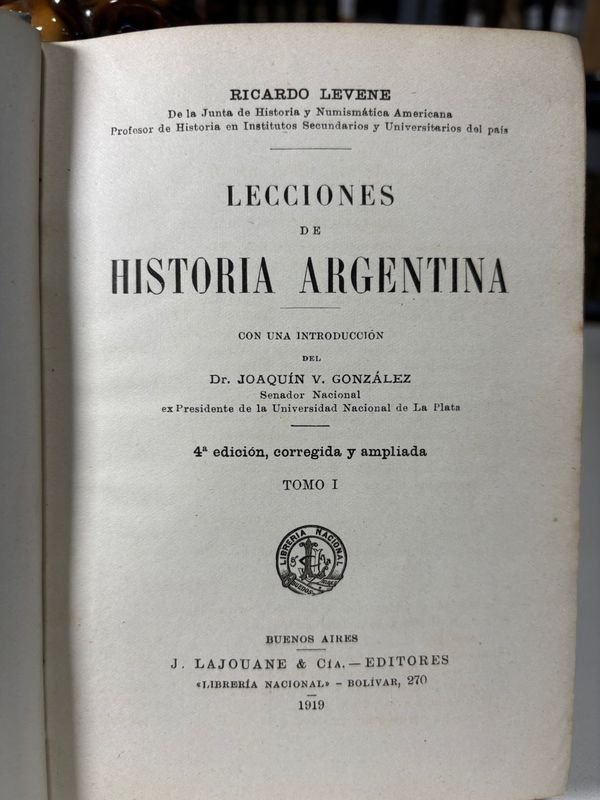 RICARDO LEVENE
De la Junta de Historia y Numismática Americana
Profesor de Historia en Institutos Secundarios y Universitarios del país
LECCIONES
DE
HISTORIA ARGENTINA
CON UNA INTRODUCCIÓN
DEL
Dr. JOAQUÍN V. GONZÁLEZ
Senador Nacional
ex Presidente de la Universidad Nacional de La Plata
4ª edición, corregida y ampliada
TOMO I
LIBRERIA NACIONAL
BUENOS AIRES
BUENOS AIRES
J. LAJOUANE & CÍA. — EDITORES
«LIBRERÍA NACIONAL» – BOLÍVAR, 270
1919